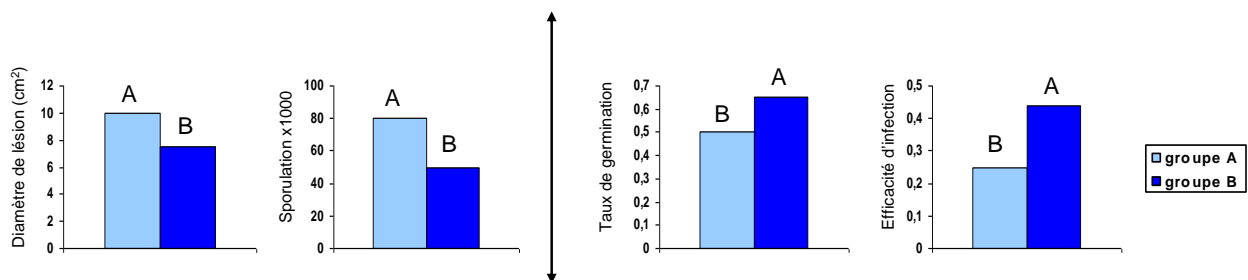 Diamètre de lésion (cm²)
12
10
8
6
4
2
0
A
B
Sporulation x1000
100
80
60
40
20
0
A
B
Taux de germination
0,7
0,6
0,5
0,4
0,3
0,2
0,1
0
B
A
Efficacité d'infection
0,5
0,4
0,3
0,2
0,1
0
B
A
groupe A
groupe B